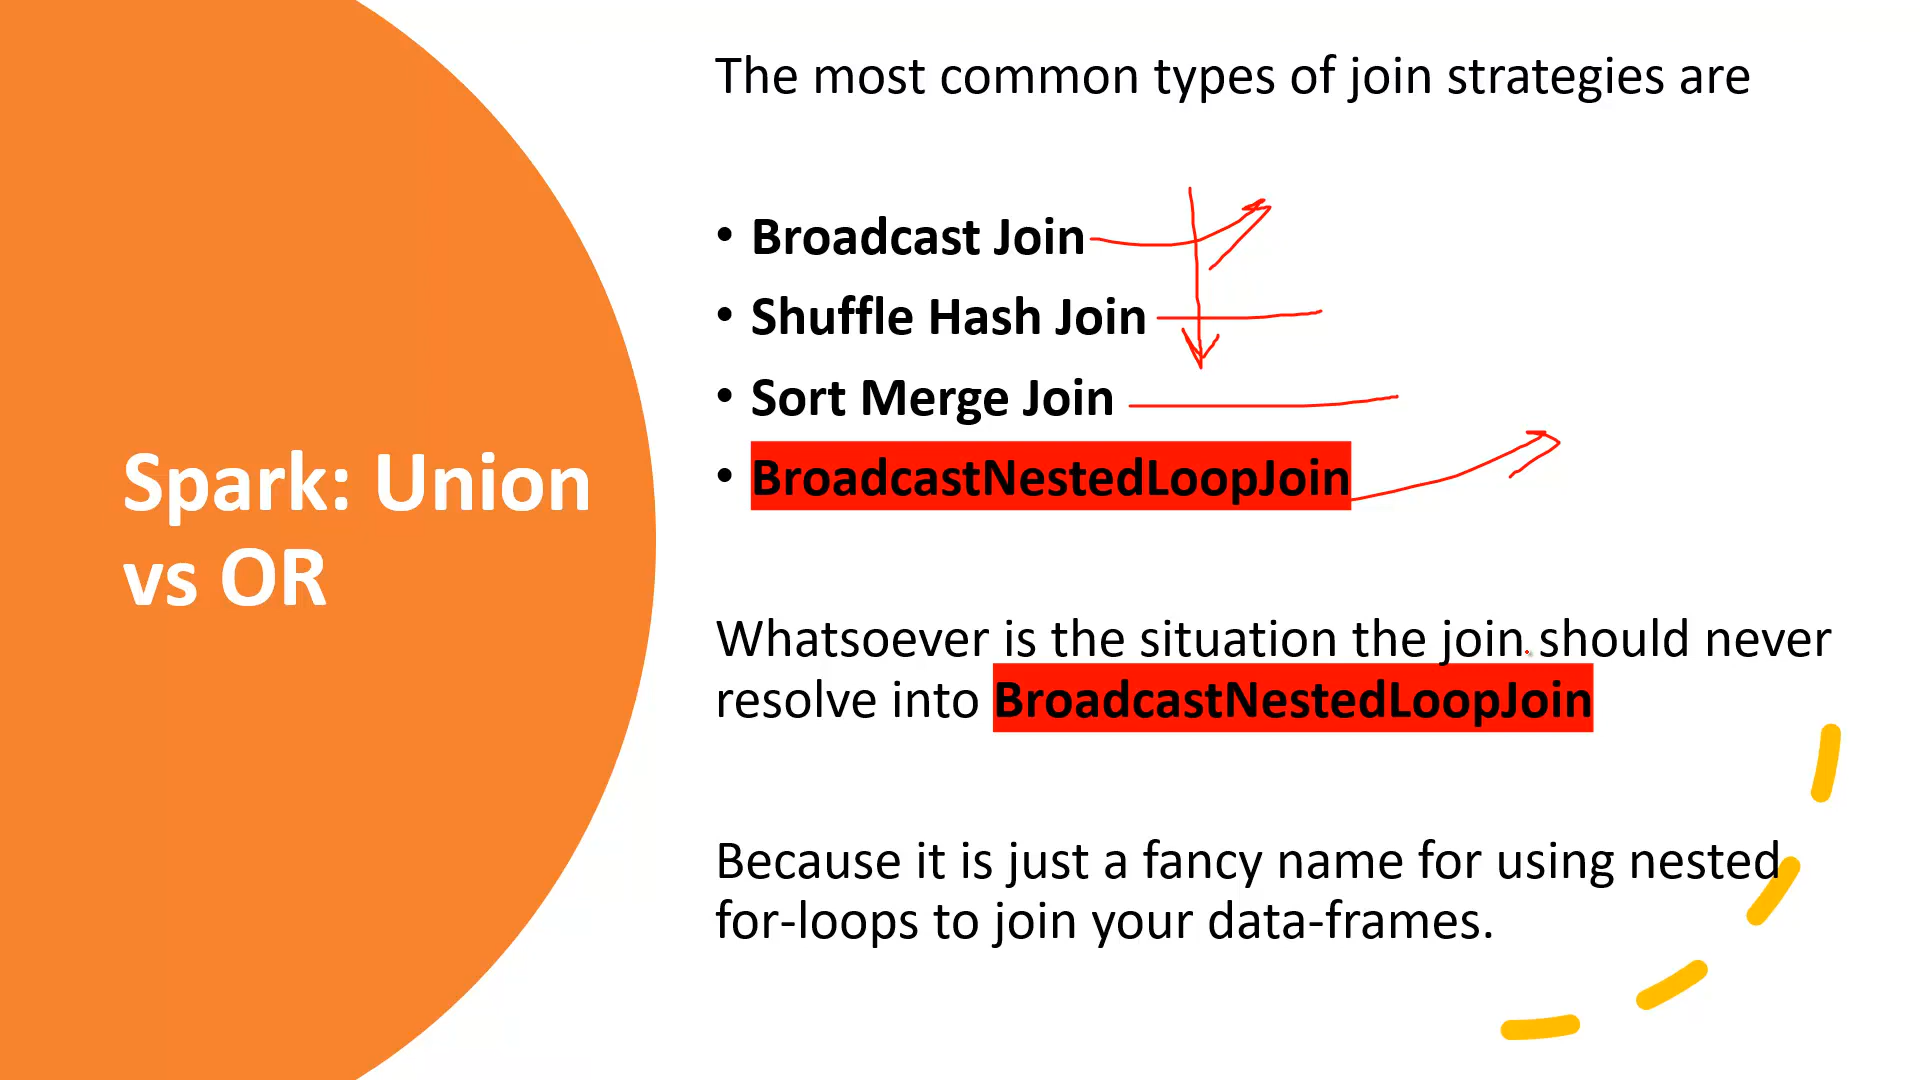 Spark: Union
vs OR
The most common types of join strategies are
• Broadcast Join
• Shuffle Hash Join
• Sort Merge Join
• BroadcastNestedLoopJoin
Whatsoever is the situation the join should never
resolve into BroadcastNestedLoopJoin
Because it is just a fancy name for using nested
for-loops to join your data-frames.